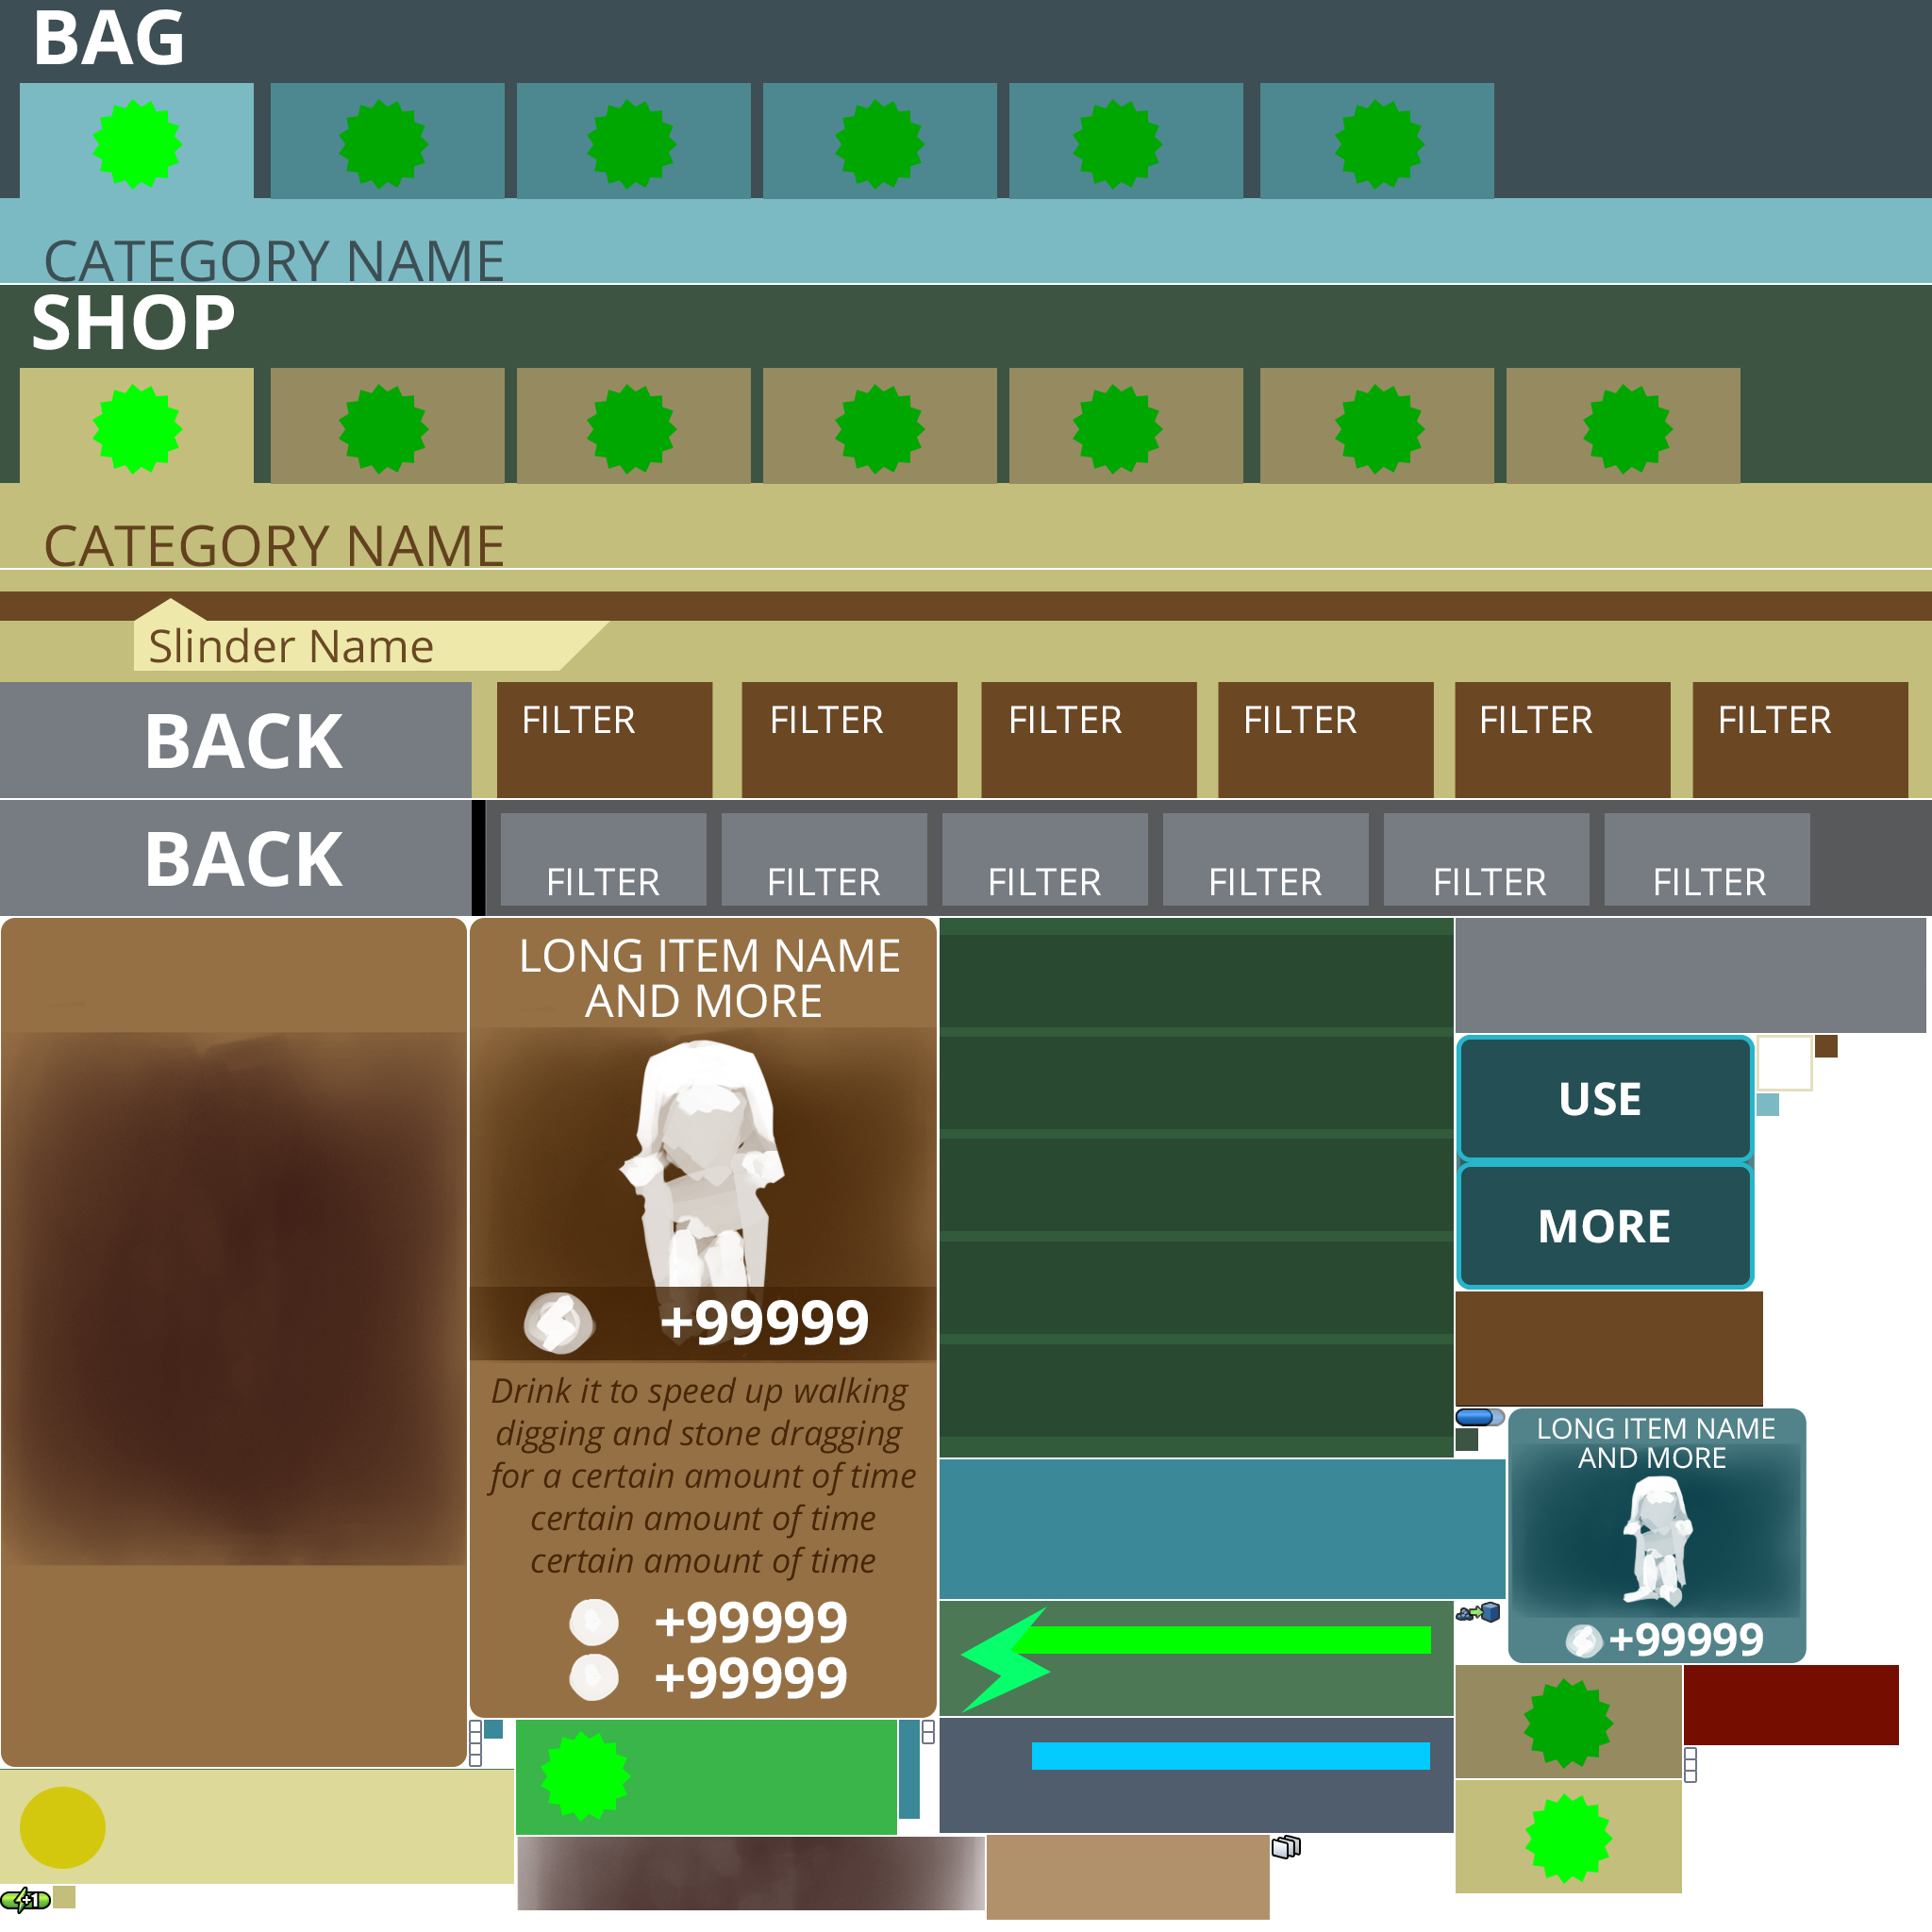 BAG
CATEGORY NAME
SHOP
CATEGORY NAME
Slinder Name
BACK
FILTER
FILTER
FILTER
FILTER
FILTER
FILTER
BACK
FILTER
FILTER
FILTER
FILTER
FILTER
FILTER
LONG ITEM NAME
AND MORE
+99999
Drink it to speed up walking
digging and stone dragging
for a certain amount of time
certain amount of time
certain amount of time
+99999
+99999
USE
MORE
LONG ITEM NAME
AND MORE
+99999
+1